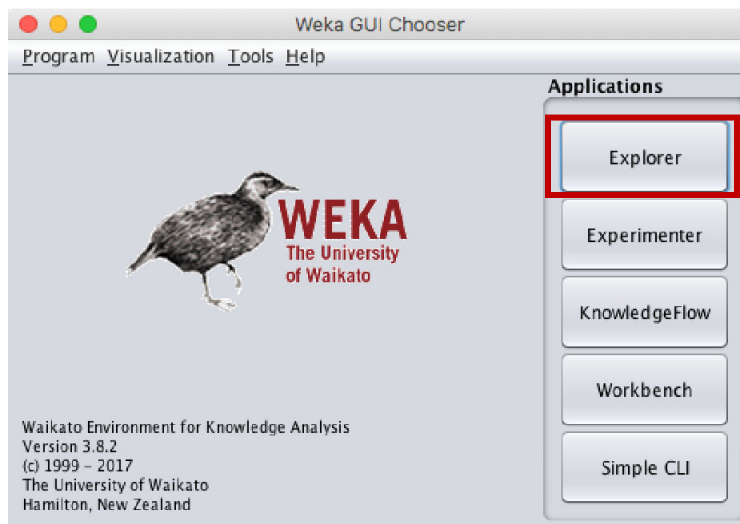 Weka GUI Chooser
Program Visualization Tools Help
Applications
Explorer
Experimenter
KnowledgeFlow
Workbench
Simple CLI
WEKA
The University
of Waikato
Waikato Environment for Knowledge Analysis
Version 3.8.2
(c) 1999 – 2017
The University of Waikato
Hamilton, New Zealand